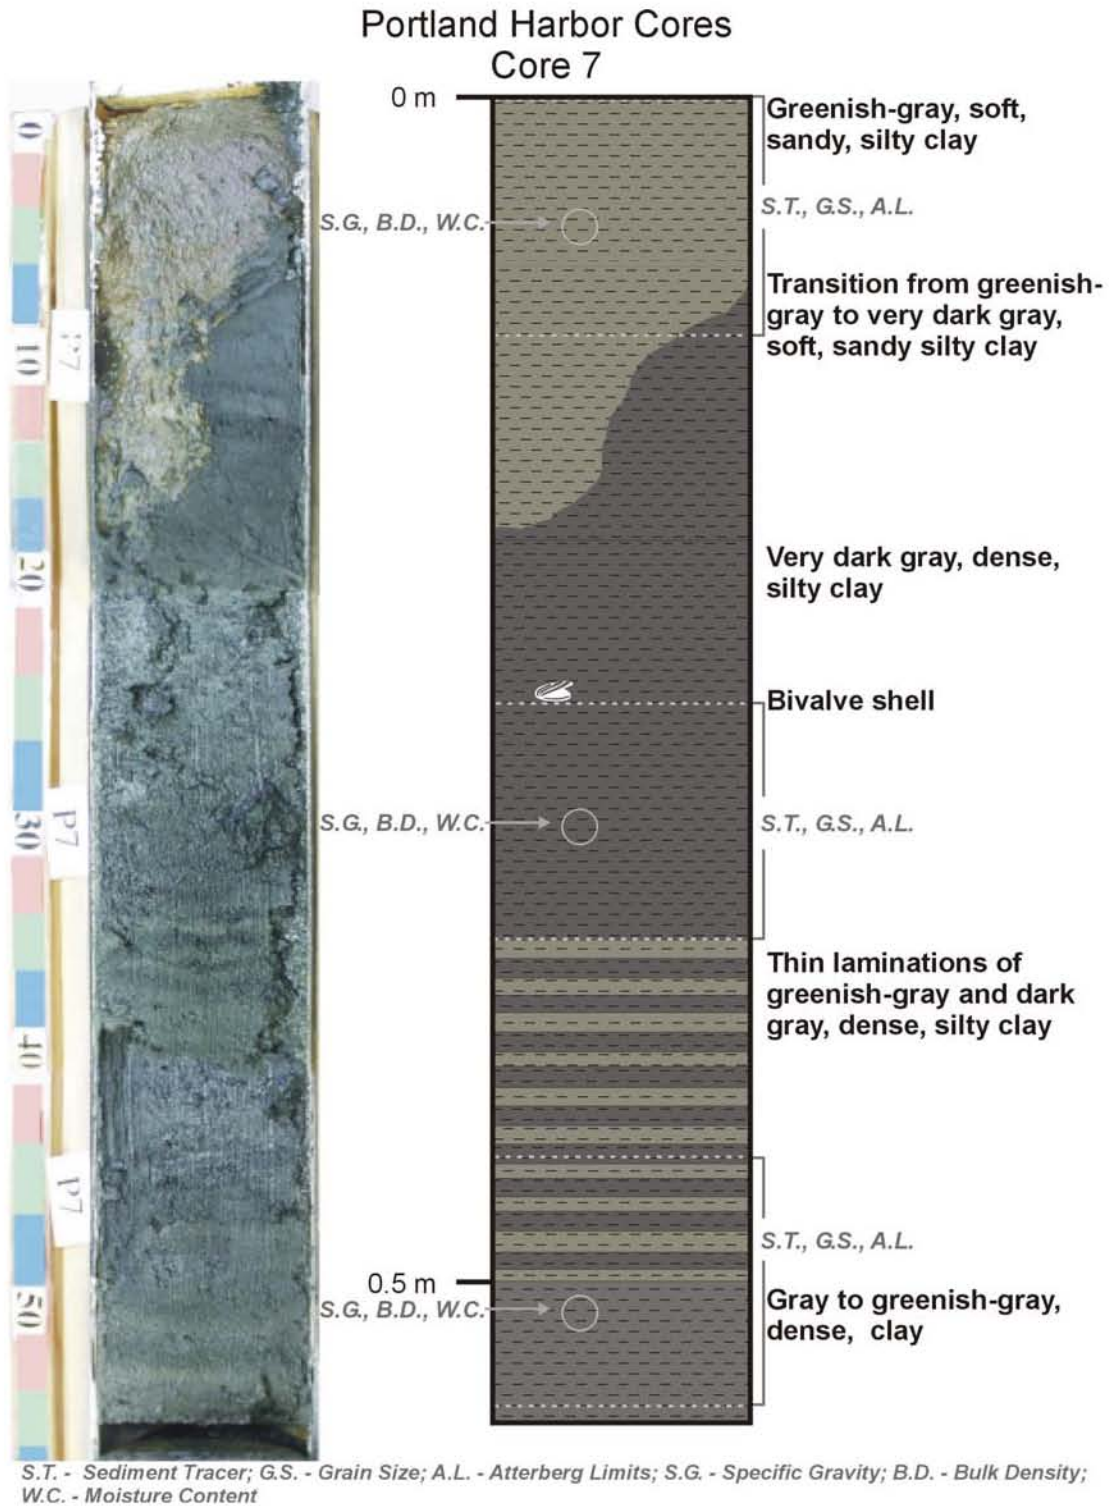 Portland Harbor Cores
Core 7
0 m
Greenish-gray, soft,
sandy, silty clay
S.T., G.S., A.L.
S.G., B.D., W.C.
Transition from greenish-
gray to very dark gray,
soft, sandy silty clay
Very dark gray, dense,
silty clay
Bivalve shell
S.G., B.D., W.C.
S.T., G.S., A.L.
Thin laminations of
greenish-gray and dark
gray, dense, silty clay
S.T., G.S., A.L.
0.5 m
S.G., B.D., W.C.
Gray to greenish-gray,
dense, clay
0
P7
10
20
30
P7
40
P7
50
S.T. - Sediment Tracer; G.S. - Grain Size; A.L. - Atterberg Limits; S.G. - Specific Gravity; B.D. - Bulk Density;
W.C. - Moisture Content